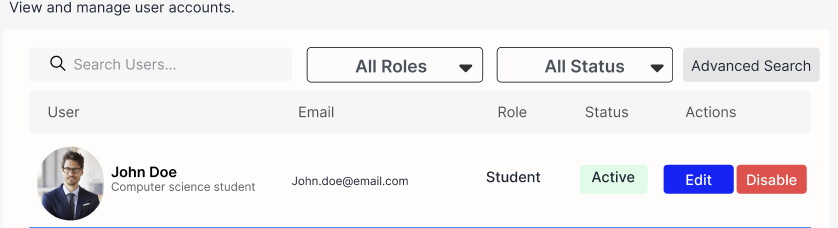 View and manage user accounts.
Search Users...
All Roles
All Status
Advanced Search
User Email Role Status Actions
John Doe
Computer science student
John.doe@email.com
Student
Active
Edit
Disable